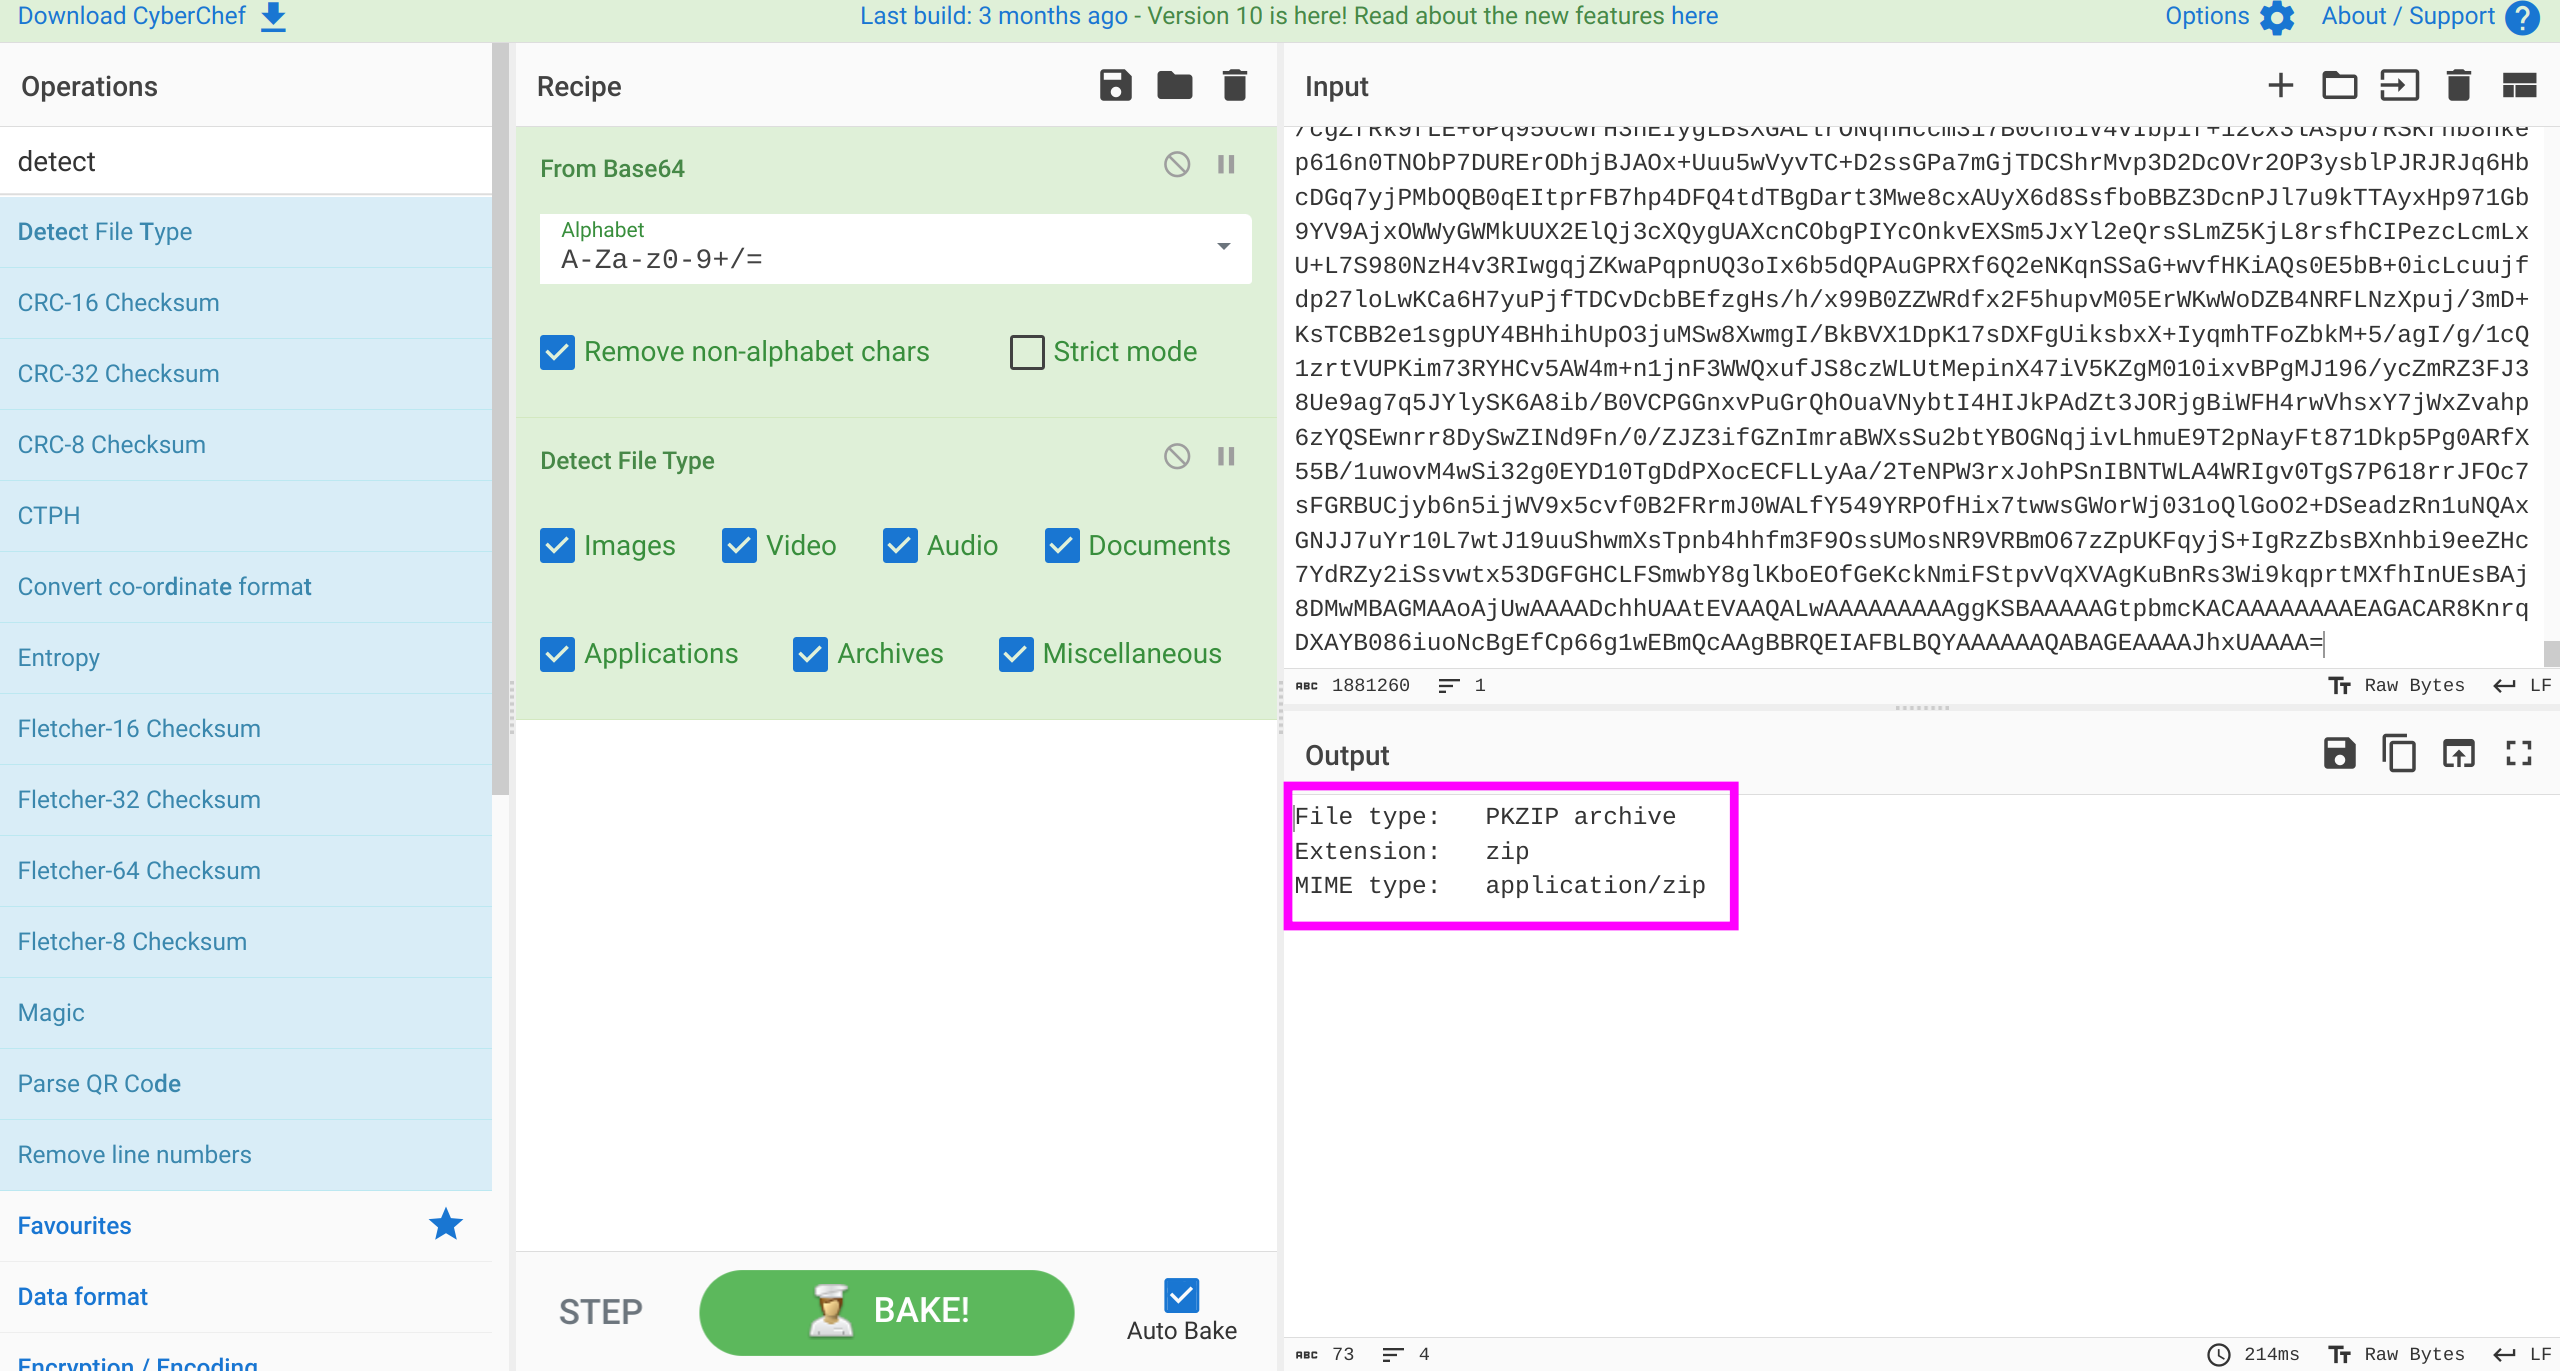 Download CyberChef
Last build: 3 months ago - Version 10 is here! Read about the new features here
Options
About / Support
Operations
detect
Detect File Type
CRC-16 Checksum
CRC-32 Checksum
CRC-8 Checksum
CTPH
Convert co-ordinate format
Entropy
Fletcher-16 Checksum
Fletcher-32 Checksum
Fletcher-64 Checksum
Fletcher-8 Checksum
Magic
Parse QR Code
Remove line numbers
Favourites
Data format
Encryption / Encoding
Recipe
From Base64
Alphabet
A-Za-z0-9+/=
Remove non-alphabet chars
Strict mode
Detect File Type
Images
Video
Audio
Documents
Applications
Archives
Miscellaneous
STEP
BAKE!
Auto Bake
Input
p616n0TNObP7DURErODhjBJAOx+Uuu5wVyvTC+D2ssGPa7mGjTDCShrMvp3D2DcOVr2OP3ysblPJRJRJq6Hb
cDGq7yjPMbOQB0qEItprFB7hp4DFQ4tdTBgDart3Mwe8cxAUyX6d8SsfboBBZ3DcnPJl7u9kTTAyxHp971Gb
9YV9AjxOWWyGWMkUUX2ElQj3cXQygUAXcnCObgPIYcOnkvEXSm5JxYl2eQrsSLmZ5KjL8rsfhCIPezcLcmLx
U+L7S980NzH4v3RIwgqjZKwaPqpnUQ3oIx6b5dQPAuGPRXf6Q2eNKqnSSaG+wvfHKiAQs0E5bB+0icLcuujf
dp27loLwKCa6H7yuPjfTDCvDcbBEfzgHs/h/x99B0ZZWRdfx2F5hupvM05ErWKwWoDZB4NRFLNzXpuj/3mD+
KsTCBB2e1sgpUY4BHhihUpO3juMSw8XwmgI/BkBVX1DpK17sDXFgUiksbxX+IyqmhTFoZbkM+5/agI/g/1cQ
1zrtVUPKim73RYHCv5AW4m+n1jnF3WWQxufJS8czWLUtMepinX47iV5KZgM010ixvBPgMJ196/ycZmRZ3FJ3
8Ue9ag7q5JYlySK6A8ib/B0VCPGGnxvPuGrQhOuaVNybtI4HIJkPAdZt3JORjgBiWFH4rwVhsxY7jWxZvahp
6zYQSEwnrr8DySwZINd9Fn/0/ZJZ3ifGZnImraBWXsSu2btYBOGNqjivLhmuE9T2pNayFt871Dkp5Pg0ARfX
55B/1uwovM4wSi32g0EYD10TgDdPXocECFLLyAa/2TeNPW3rxJohPSnIBNTWLA4WRIgv0TgS7P618rrJFOc7
sFGRBUCjyb6n5ijWV9x5cvf0B2FRrmJ0WALfY549YRPOfHix7twwsGWorWj031oQlGoO2+DSeadzRn1uNQAx
GNJJ7uYr10L7wtJ19uuShwmXsTpnb4hhfm3F9OssUMosNR9VRBmO67zZpUKFqyjS+IgRzZbsBXnhbi9eeZHc
7YdRZy2iSsvwtx53DGFGHCLFSmwbY8glKboEOfGeKckNmiFStpvVqXVAgKuBnRs3Wi9kqprtMXfhInUEsBAj
8DMwMBAGMAAoAjUwAAAADchhUAAtEVAAQALwAAAAAAAAAggKSBAAAAAGtpbmcKACAAAAAAAAEAGACAR8Knrq
DXAYB086iuoNcBgEfCp66g1wEBmQcAAgBBRQEIAFBLBQYAAAAAAQABAGEAAAAJhxUAAAA=
ABC 1881260 1 Tт Raw Bytes LF
Output
File type: PKZIP archive
Extension: zip
MIME type: application/zip
ABC 73 4 214ms Tт Raw Bytes LF